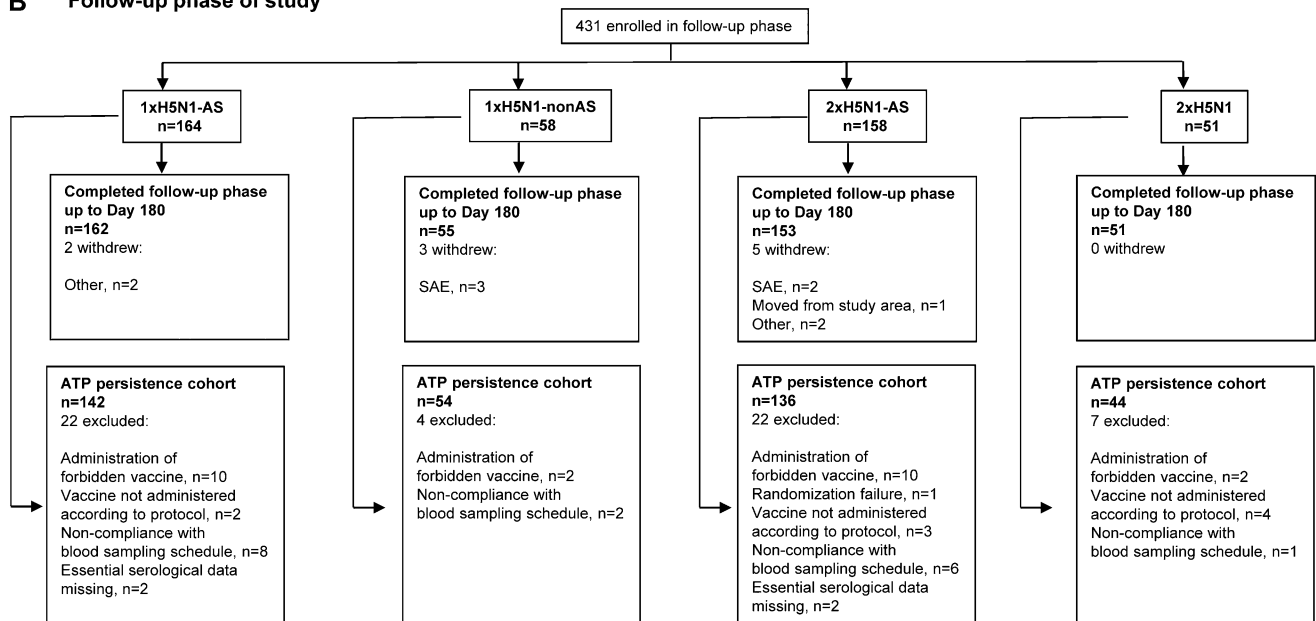 B Follow-up phase of study
431 enrolled in follow-up phase
1xH5N1-AS
n=164
1xH5N1-nonAS
n=58
2xH5N1-AS
n=158
2xH5N1
n=51
Completed follow-up phase
up to Day 180
n=162
2 withdrew:
Other, n=2
Completed follow-up phase
up to Day 180
n=55
3 withdrew:
SAE, n=3
Completed follow-up phase
up to Day 180
n=153
5 withdrew:
SAE, n=2
Moved from study area, n=1
Other, n=2
Completed follow-up phase
up to Day 180
n=51
0 withdrew
ATP persistence cohort
n=142
22 excluded:
Administration of
forbidden vaccine, n=10
Vaccine not administered
according to protocol, n=2
Non-compliance with
blood sampling schedule, n=8
Essential serological data
missing, n=2
ATP persistence cohort
n=54
4 excluded:
Administration of
forbidden vaccine, n=2
Non-compliance with
blood sampling schedule, n=2
ATP persistence cohort
n=136
22 excluded:
Administration of
forbidden vaccine, n=10
Randomization failure, n=1
Vaccine not administered
according to protocol, n=3
Non-compliance with
blood sampling schedule, n=6
Essential serological data
missing, n=2
ATP persistence cohort
n=44
7 excluded:
Administration of
forbidden vaccine, n=2
Vaccine not administered
according to protocol, n=4
Non-compliance with
blood sampling schedule, n=1